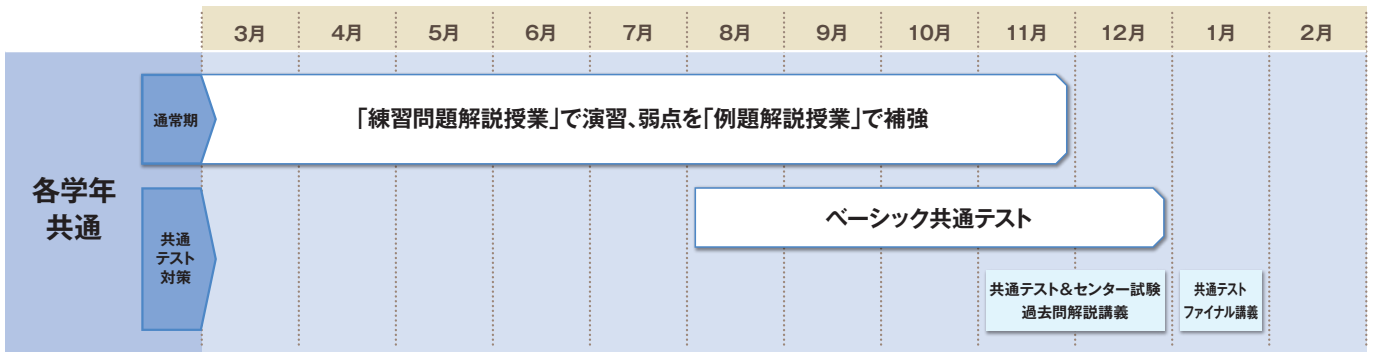 3月 4月 5月 6月 7月 8月 9月 10月 11月 12月 1月 2月
各学年
共通
通常期
「練習問題解説授業」で演習、弱点を「例題解説授業」で補強
共通
テスト
対策
ベーシック共通テスト
共通テスト&センター試験
過去問解説講義
共通テスト
ファイナル講義